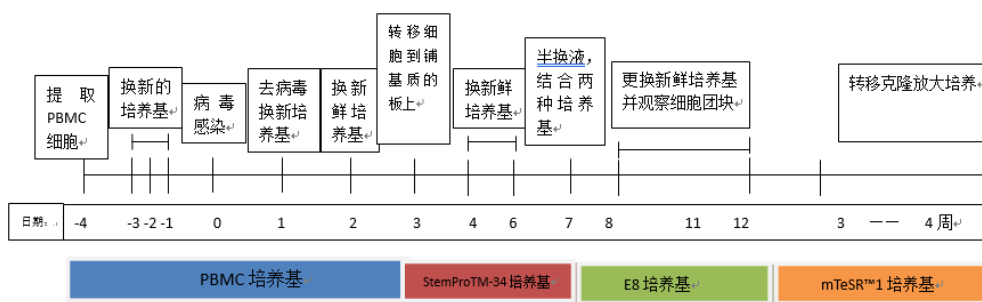 提取
PBMC
细胞
换新的
培养基
病毒
感染
去病毒
换新培
养基
换新
鲜培
养基
转移细
胞到铺
基质的
板上
换新鲜
培养基
半换液，
结合两
种培养
基
更换新鲜培养基
并观察细胞团块
转移克隆放大培养
日期： -4 -3 -2 -1 0 1 2 3 4 6 7 8 11 12 3 —— 4 周
PBMC 培养基
StemProTM-34 培养基
E8 培养基
mTeSR™1 培养基